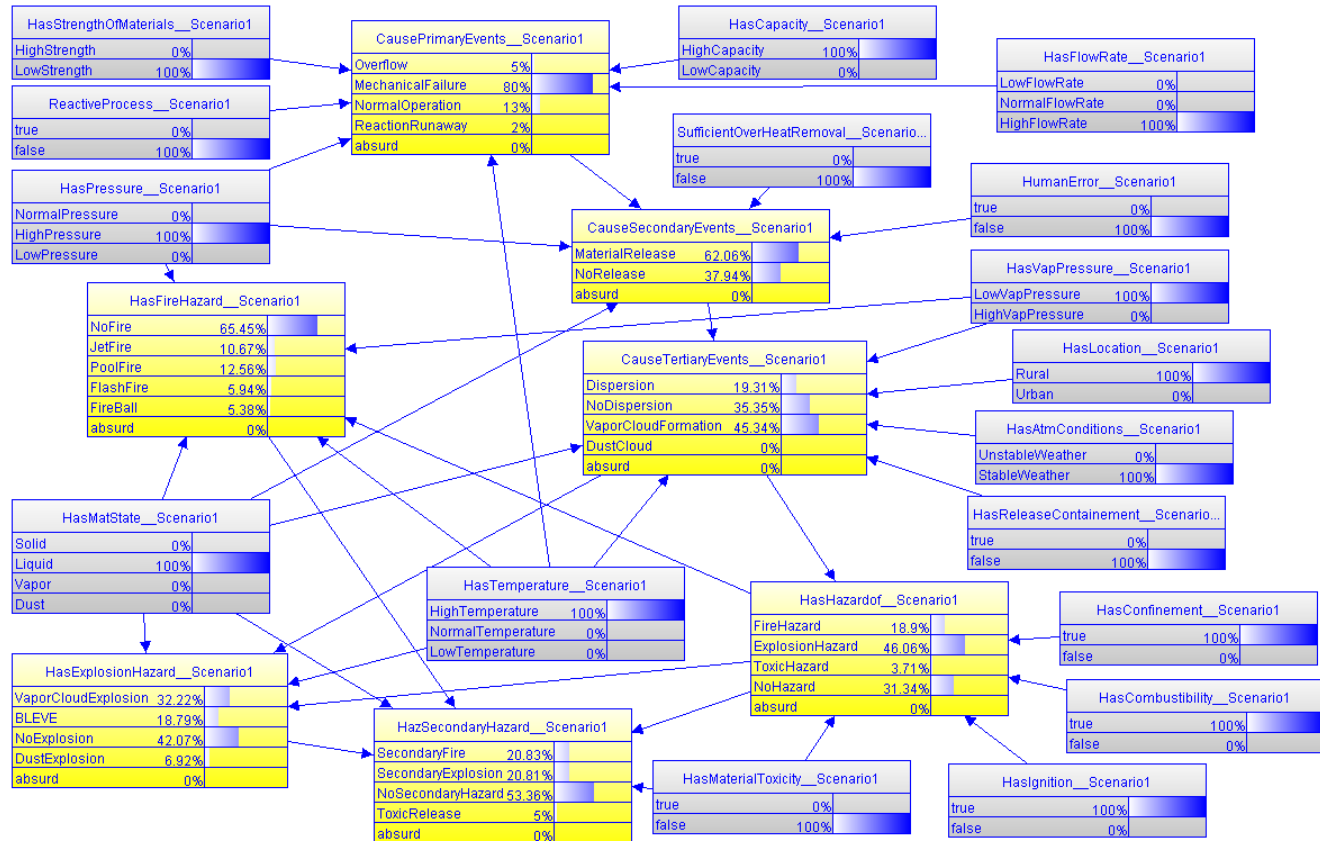 HasStrengthOfMaterials__Scenario1
HighStrength 0%
LowStrength 100%
CausePrimaryEvents__Scenario1
Overflow 5%
MechanicalFailure 80%
NormalOperation 13%
ReactionRunaway 2%
absurd 0%
HasCapacity__Scenario1
HighCapacity 100%
LowCapacity 0%
HasFlowRate__Scenario1
LowFlowRate 0%
NormalFlowRate 0%
HighFlowRate 100%
ReactiveProcess__Scenario1
true 0%
false 100%
SufficientOverHeatRemoval__Scenario...
true 0%
false 100%
HasPressure__Scenario1
NormalPressure 0%
HighPressure 100%
LowPressure 0%
HumanError__Scenario1
true 0%
false 100%
CauseSecondaryEvents__Scenario1
MaterialRelease 62.06%
NoRelease 37.94%
absurd 0%
HasVapPressure__Scenario1
LowVapPressure 100%
HighVapPressure 0%
HasFireHazard__Scenario1
NoFire 65.45%
JetFire 10.67%
PoolFire 12.56%
FlashFire 5.94%
FireBall 5.38%
absurd 0%
CauseTertiaryEvents__Scenario1
Dispersion 19.31%
NoDispersion 35.35%
VaporCloudFormation 45.34%
DustCloud 0%
absurd 0%
HasLocation__Scenario1
Rural 100%
Urban 0%
HasAtmConditions__Scenario1
UnstableWeather 0%
StableWeather 100%
HasMatState__Scenario1
Solid 0%
Liquid 100%
Vapor 0%
Dust 0%
HasReleaseContainement__Scenario...
true 0%
false 100%
HasTemperature__Scenario1
HighTemperature 100%
NormalTemperature 0%
LowTemperature 0%
HasHazardof__Scenario1
FireHazard 18.9%
ExplosionHazard 46.06%
ToxicHazard 3.71%
NoHazard 31.34%
absurd 0%
HasConfinement__Scenario1
true 100%
false 0%
HasExplosionHazard__Scenario1
VaporCloudExplosion 32.22%
BLEVE 18.79%
NoExplosion 42.07%
DustExplosion 6.92%
absurd 0%
HasCombustibility__Scenario1
true 100%
false 0%
HazSecondaryHazard__Scenario1
SecondaryFire 20.83%
SecondaryExplosion 20.81%
NoSecondaryHazard 53.36%
ToxicRelease 5%
absurd 0%
HasMaterialToxicity__Scenario1
true 0%
false 100%
HasIgnition__Scenario1
true 100%
false 0%